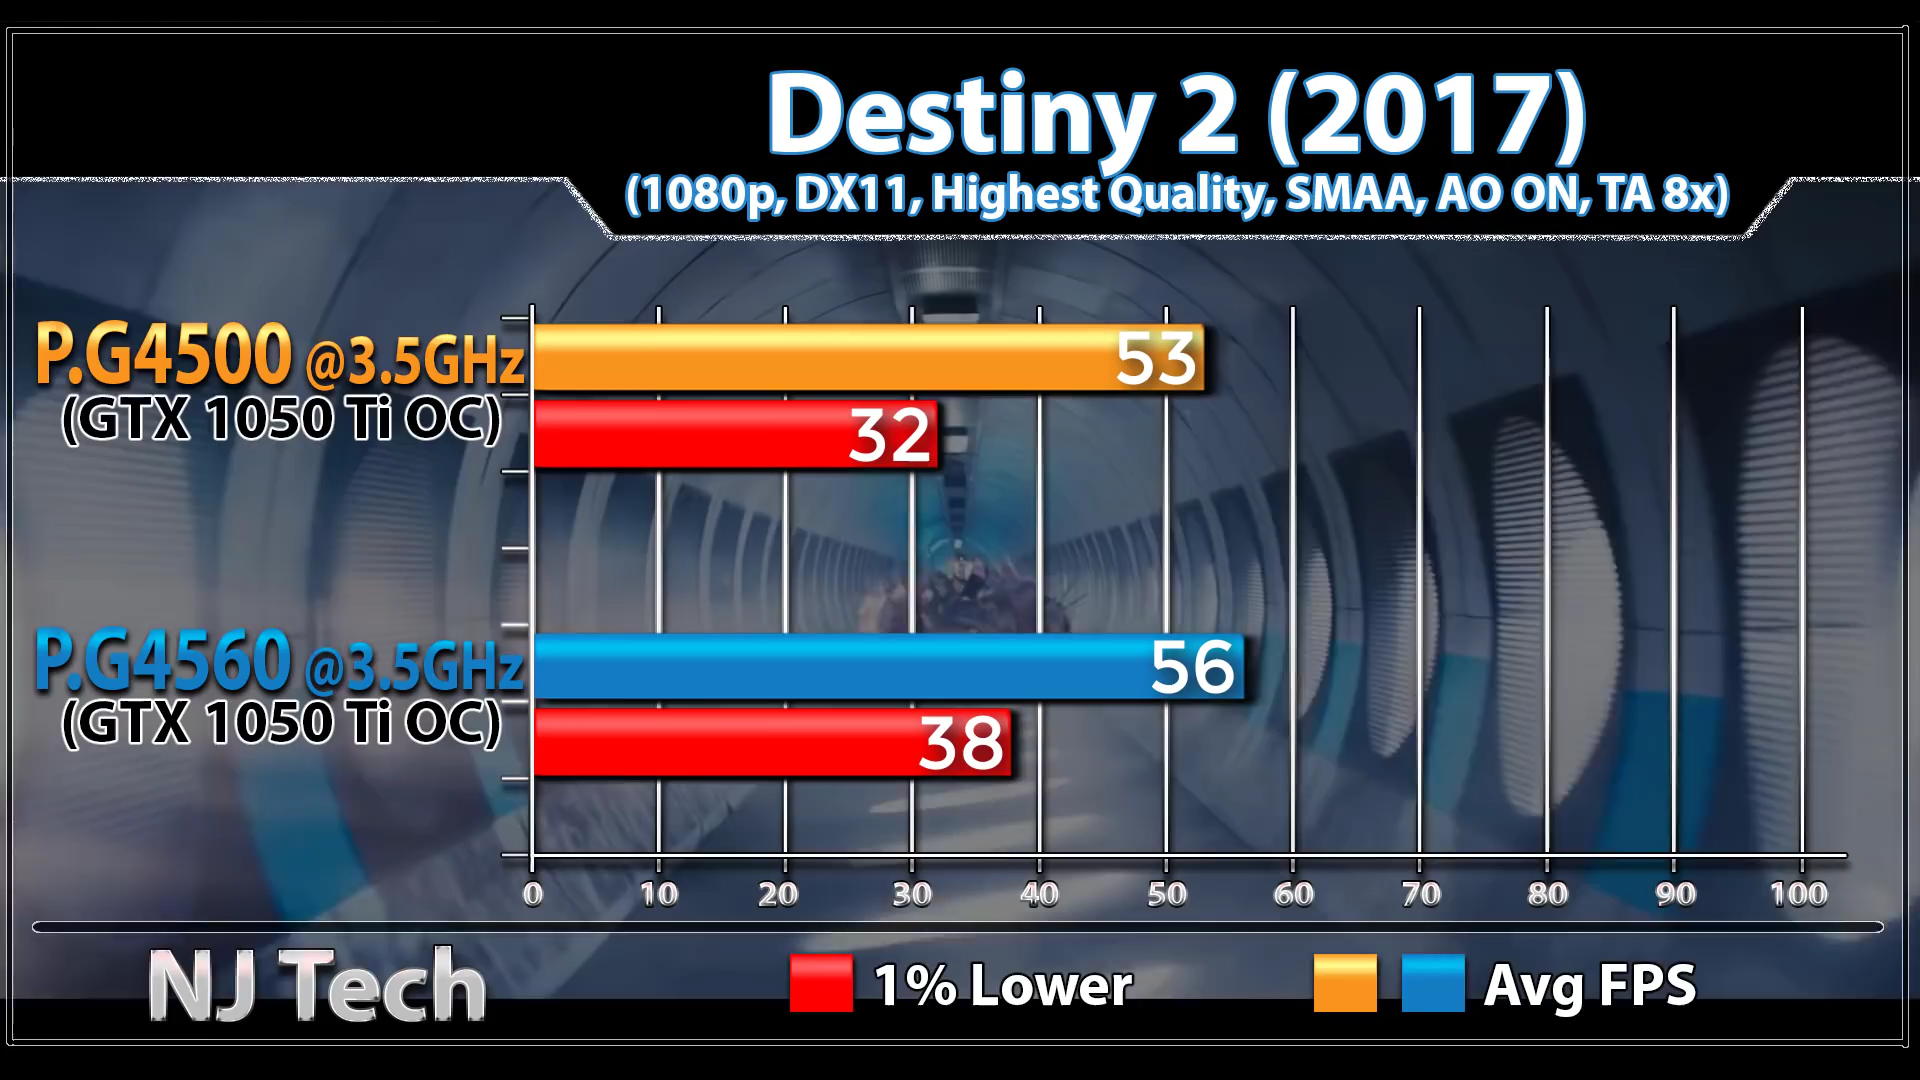 Destiny 2 (2017)
(1080p, DX11, Highest Quality, SMAA, AO ON, TA 8x)
P.G4500 @3.5GHz
(GTX 1050 Ti OC)
53
32
P.G4560 @3.5GHz
(GTX 1050 Ti OC)
56
38
0 10 20 30 40 50 60 70 80 90 100
NJ Tech
1% Lower
Avg FPS